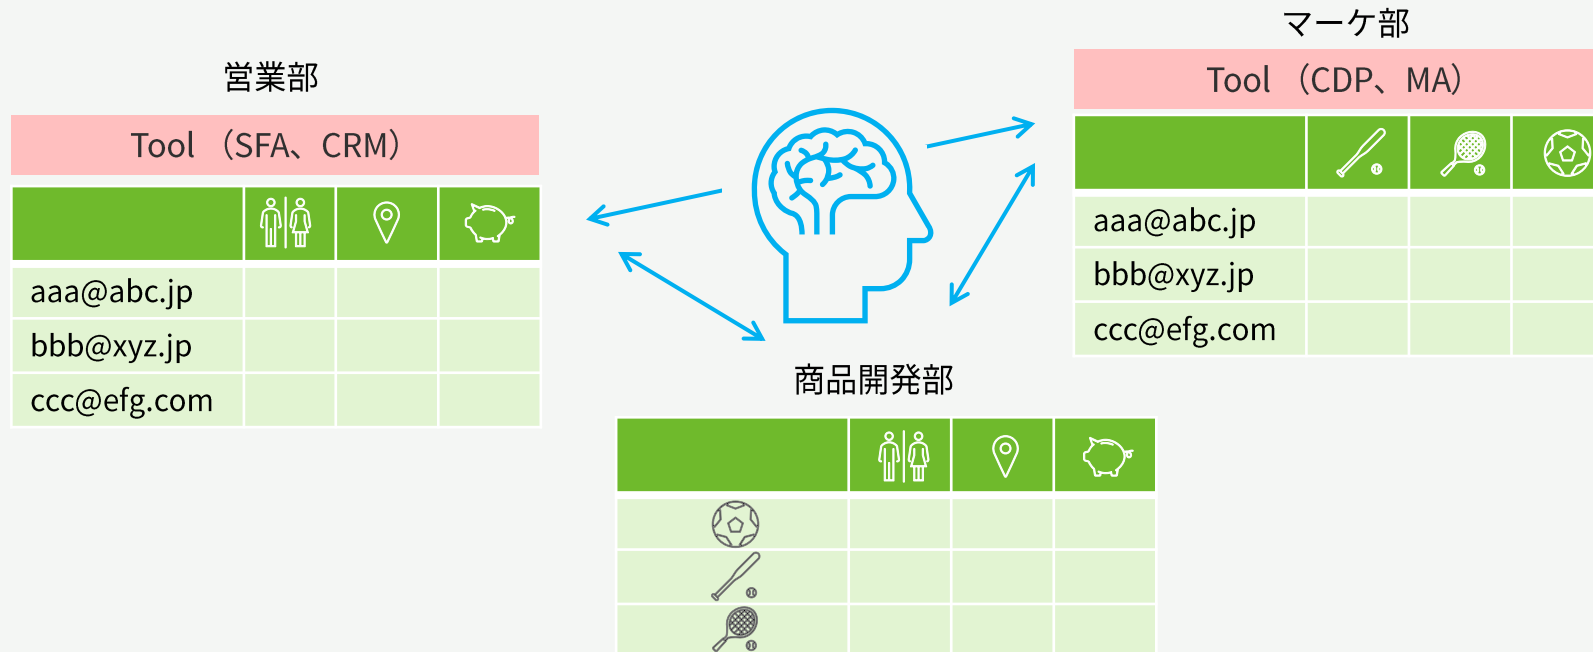 営業部
Tool （SFA、CRM）
aaa@abc.jp
bbb@xyz.jp
ccc@efg.com
マーケ部
Tool （CDP、MA）
aaa@abc.jp
bbb@xyz.jp
ccc@efg.com
商品開発部